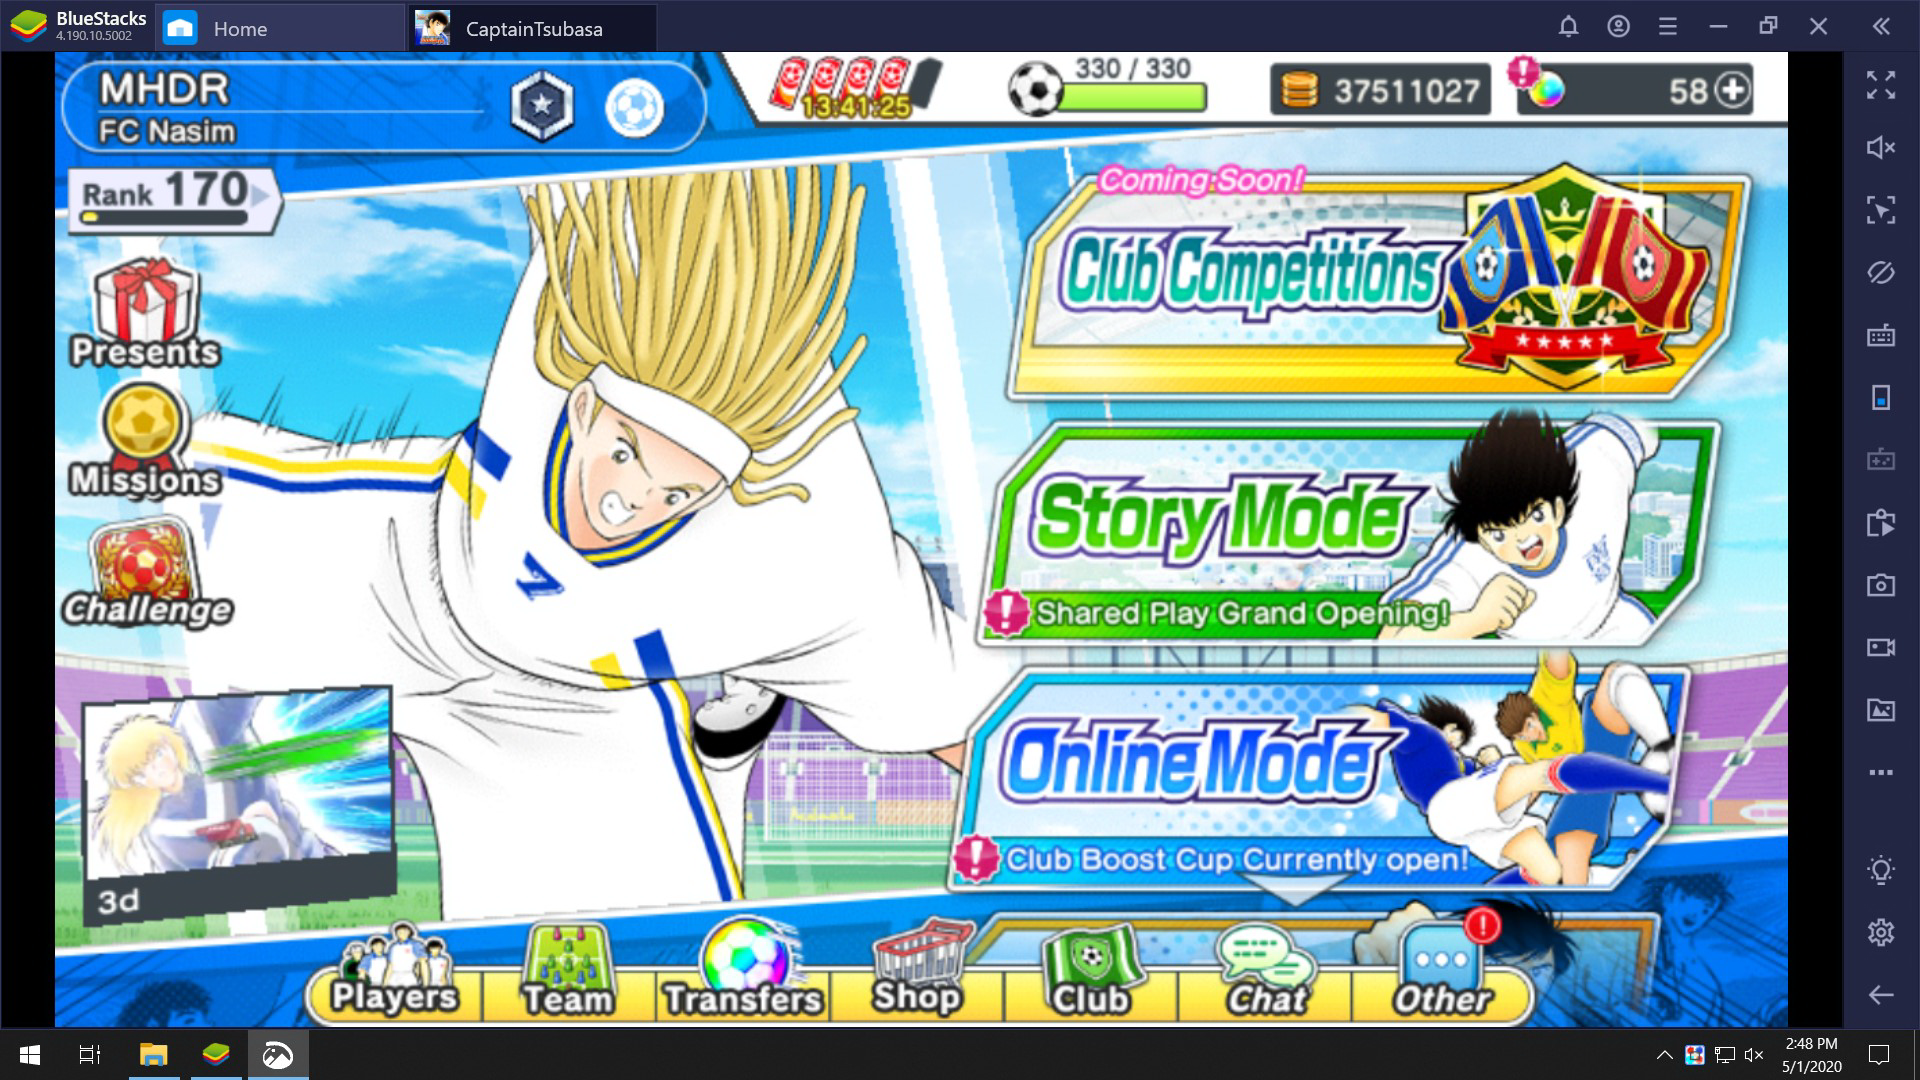 BlueStacks
4.190.10.5002
Home
CaptainTsubasa
MHDR
FC Nasim
13:41:25
330 / 330
37511027
58
Rank 170
Presents
Missions
Challenge
3d
Coming Soon!
Club Competitions
Story Mode
Shared Play Grand Opening!
Online Mode
Club Boost Cup Currently open!
Players
Team
Transfers
Shop
Club
Chat
Other
2:48 PM
5/1/2020